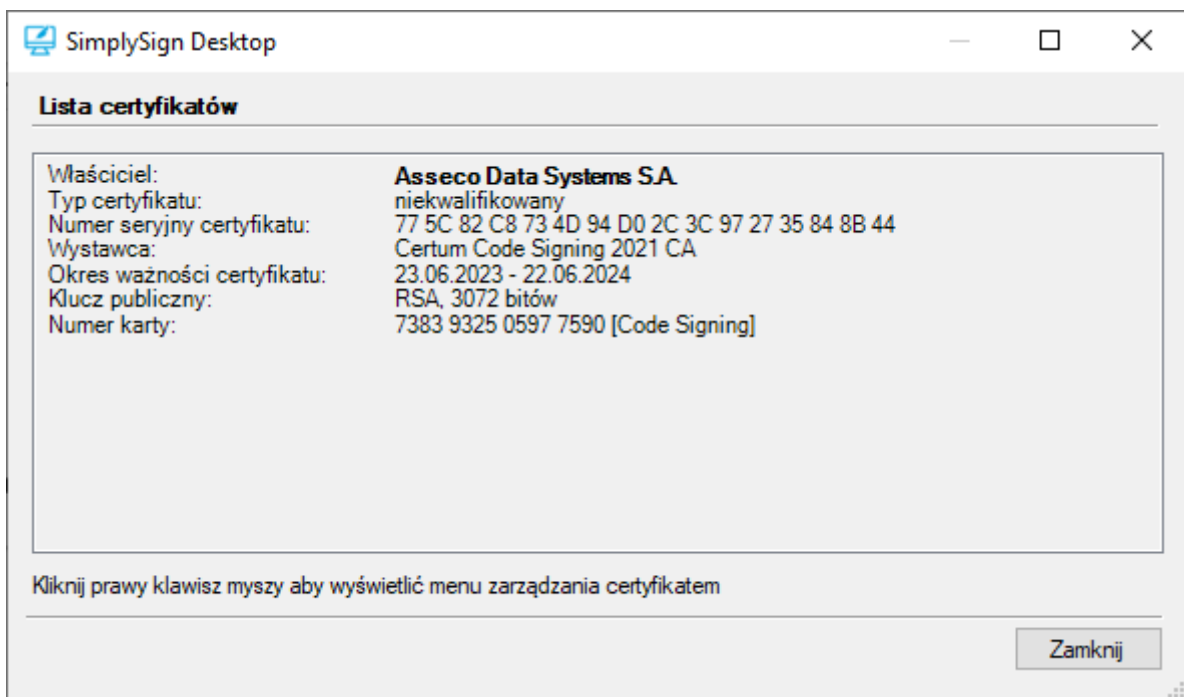 SimplySign Desktop
Lista certyfikatów
Właściciel: Asseco Data Systems S.A.
Typ certyfikatu: niekwalifikowany
Numer seryjny certyfikatu: 77 5C 82 C8 73 4D 94 D0 2C 3C 97 27 35 84 8B 44
Wystawca: Certum Code Signing 2021 CA
Okres ważności certyfikatu: 23.06.2023 - 22.06.2024
Klucz publiczny: RSA, 3072 bitów
Numer karty: 7383 9325 0597 7590 [Code Signing]
Kliknij prawy klawisz myszy aby wyświetlić menu zarządzania certyfikatem
Zamknij